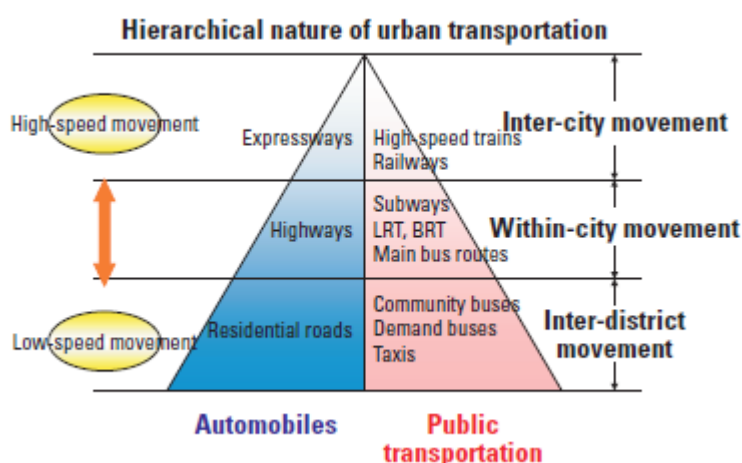 Hierarchical nature of urban transportation
High-speed movement
Expressways
High-speed trains
Railways
Inter-city movement
Highways
Subways
LRT, BRT
Main bus routes
Within-city movement
Low-speed movement
Residential roads
Community buses
Demand buses
Taxis
Inter-district
movement
Automobiles
Public
transportation